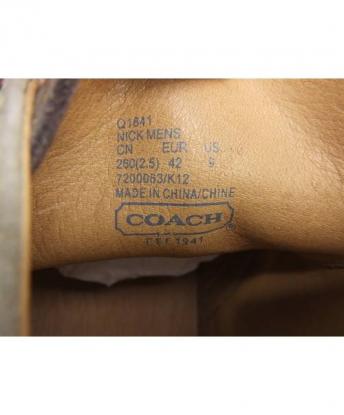 Q1641
NICK MENS
CN EUR US
260(2.5) 42 9
7200063/K12
MADE IN CHINA/CHINE
COACH
EST 1941